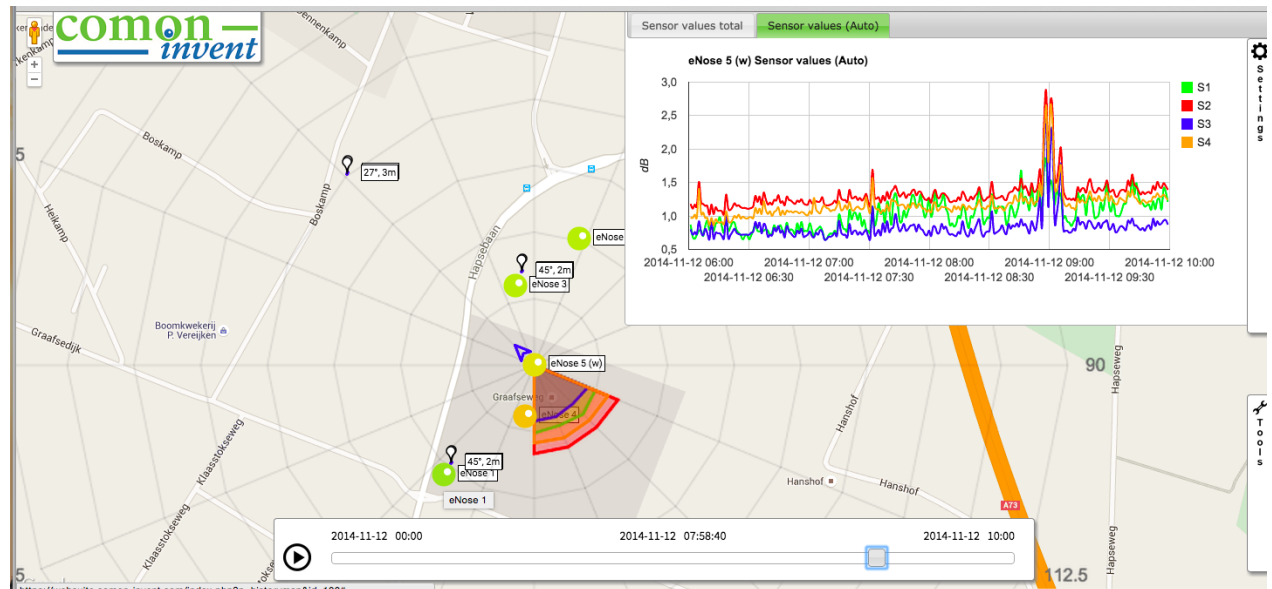 comon
invent
Sensor values total
Sensor values (Auto)
eNose 5 (w) Sensor values (Auto)
3,0
2,5
2,0
1,5
1,0
0,5
dB
S1
S2
S3
S4
2014-11-12 06:00
2014-11-12 07:00
2014-11-12 08:00
2014-11-12 09:00
2014-11-12 10:00
2014-11-12 06:30
2014-11-12 07:30
2014-11-12 08:30
2014-11-12 09:30
Settings
Tools
+
−
Boskamp
5
27°, 3m
Heikamp
Boskamp
Hapsebaan
eNose
45°, 2m
eNose 3
Boomkwekerij
P. Vereijken
Graafsedijk
eNose 5 (w)
90
Hapseweg
Graafseweg
eNose 4
Hanshof
Klaasstokseweg
45°, 2m
eNose 1
eNose 1
Hanshof
Hanshof
A73
Klaasstokseweg
2014-11-12 00:00
2014-11-12 07:58:40
2014-11-12 10:00
Hapseweg
5
112.5